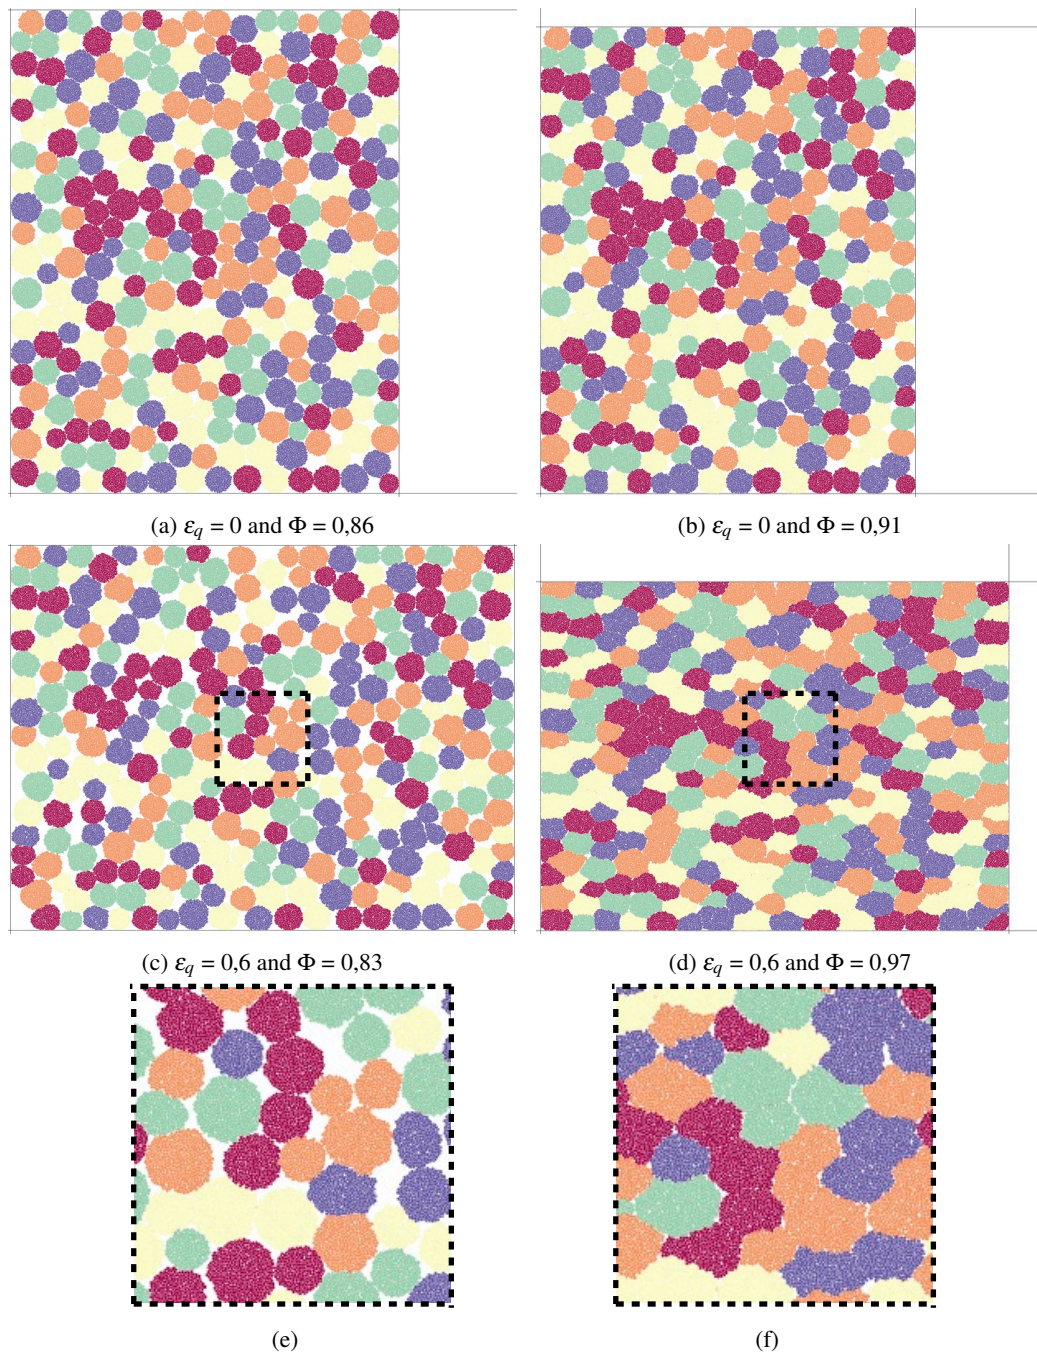 (a) εq = 0 and Φ = 0,86
(b) εq = 0 and Φ = 0,91
(c) εq = 0,6 and Φ = 0,83
(d) εq = 0,6 and Φ = 0,97
(e)
(f)